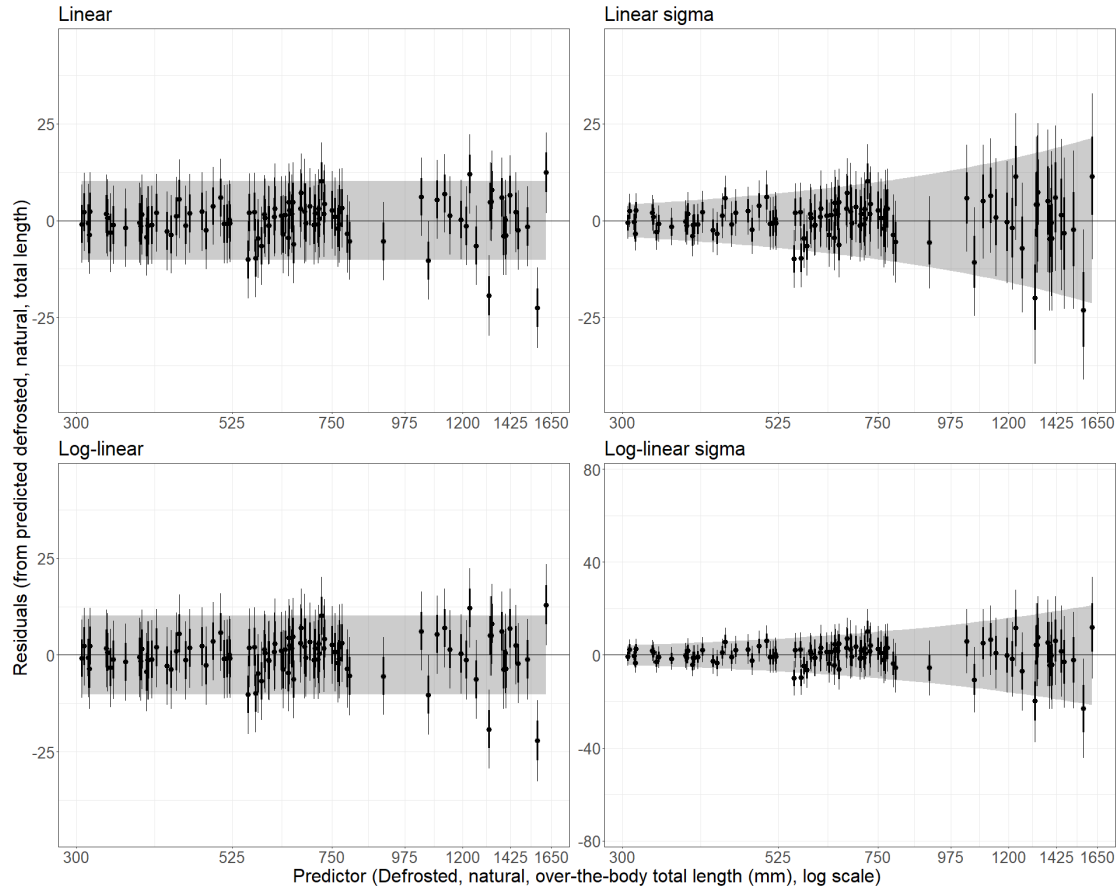 Linear
Linear sigma
25
0
-25
25
0
-25
300 525 750 975 1200 1425 1650
300 525 750 975 1200 1425 1650
Residuals (from predicted defrosted, natural, total length)
Log-linear
Log-linear sigma
25
0
-25
80
40
0
-40
-80
300 525 750 975 1200 1425 1650
300 525 750 975 1200 1425 1650
Predictor (Defrosted, natural, over-the-body total length (mm), log scale)